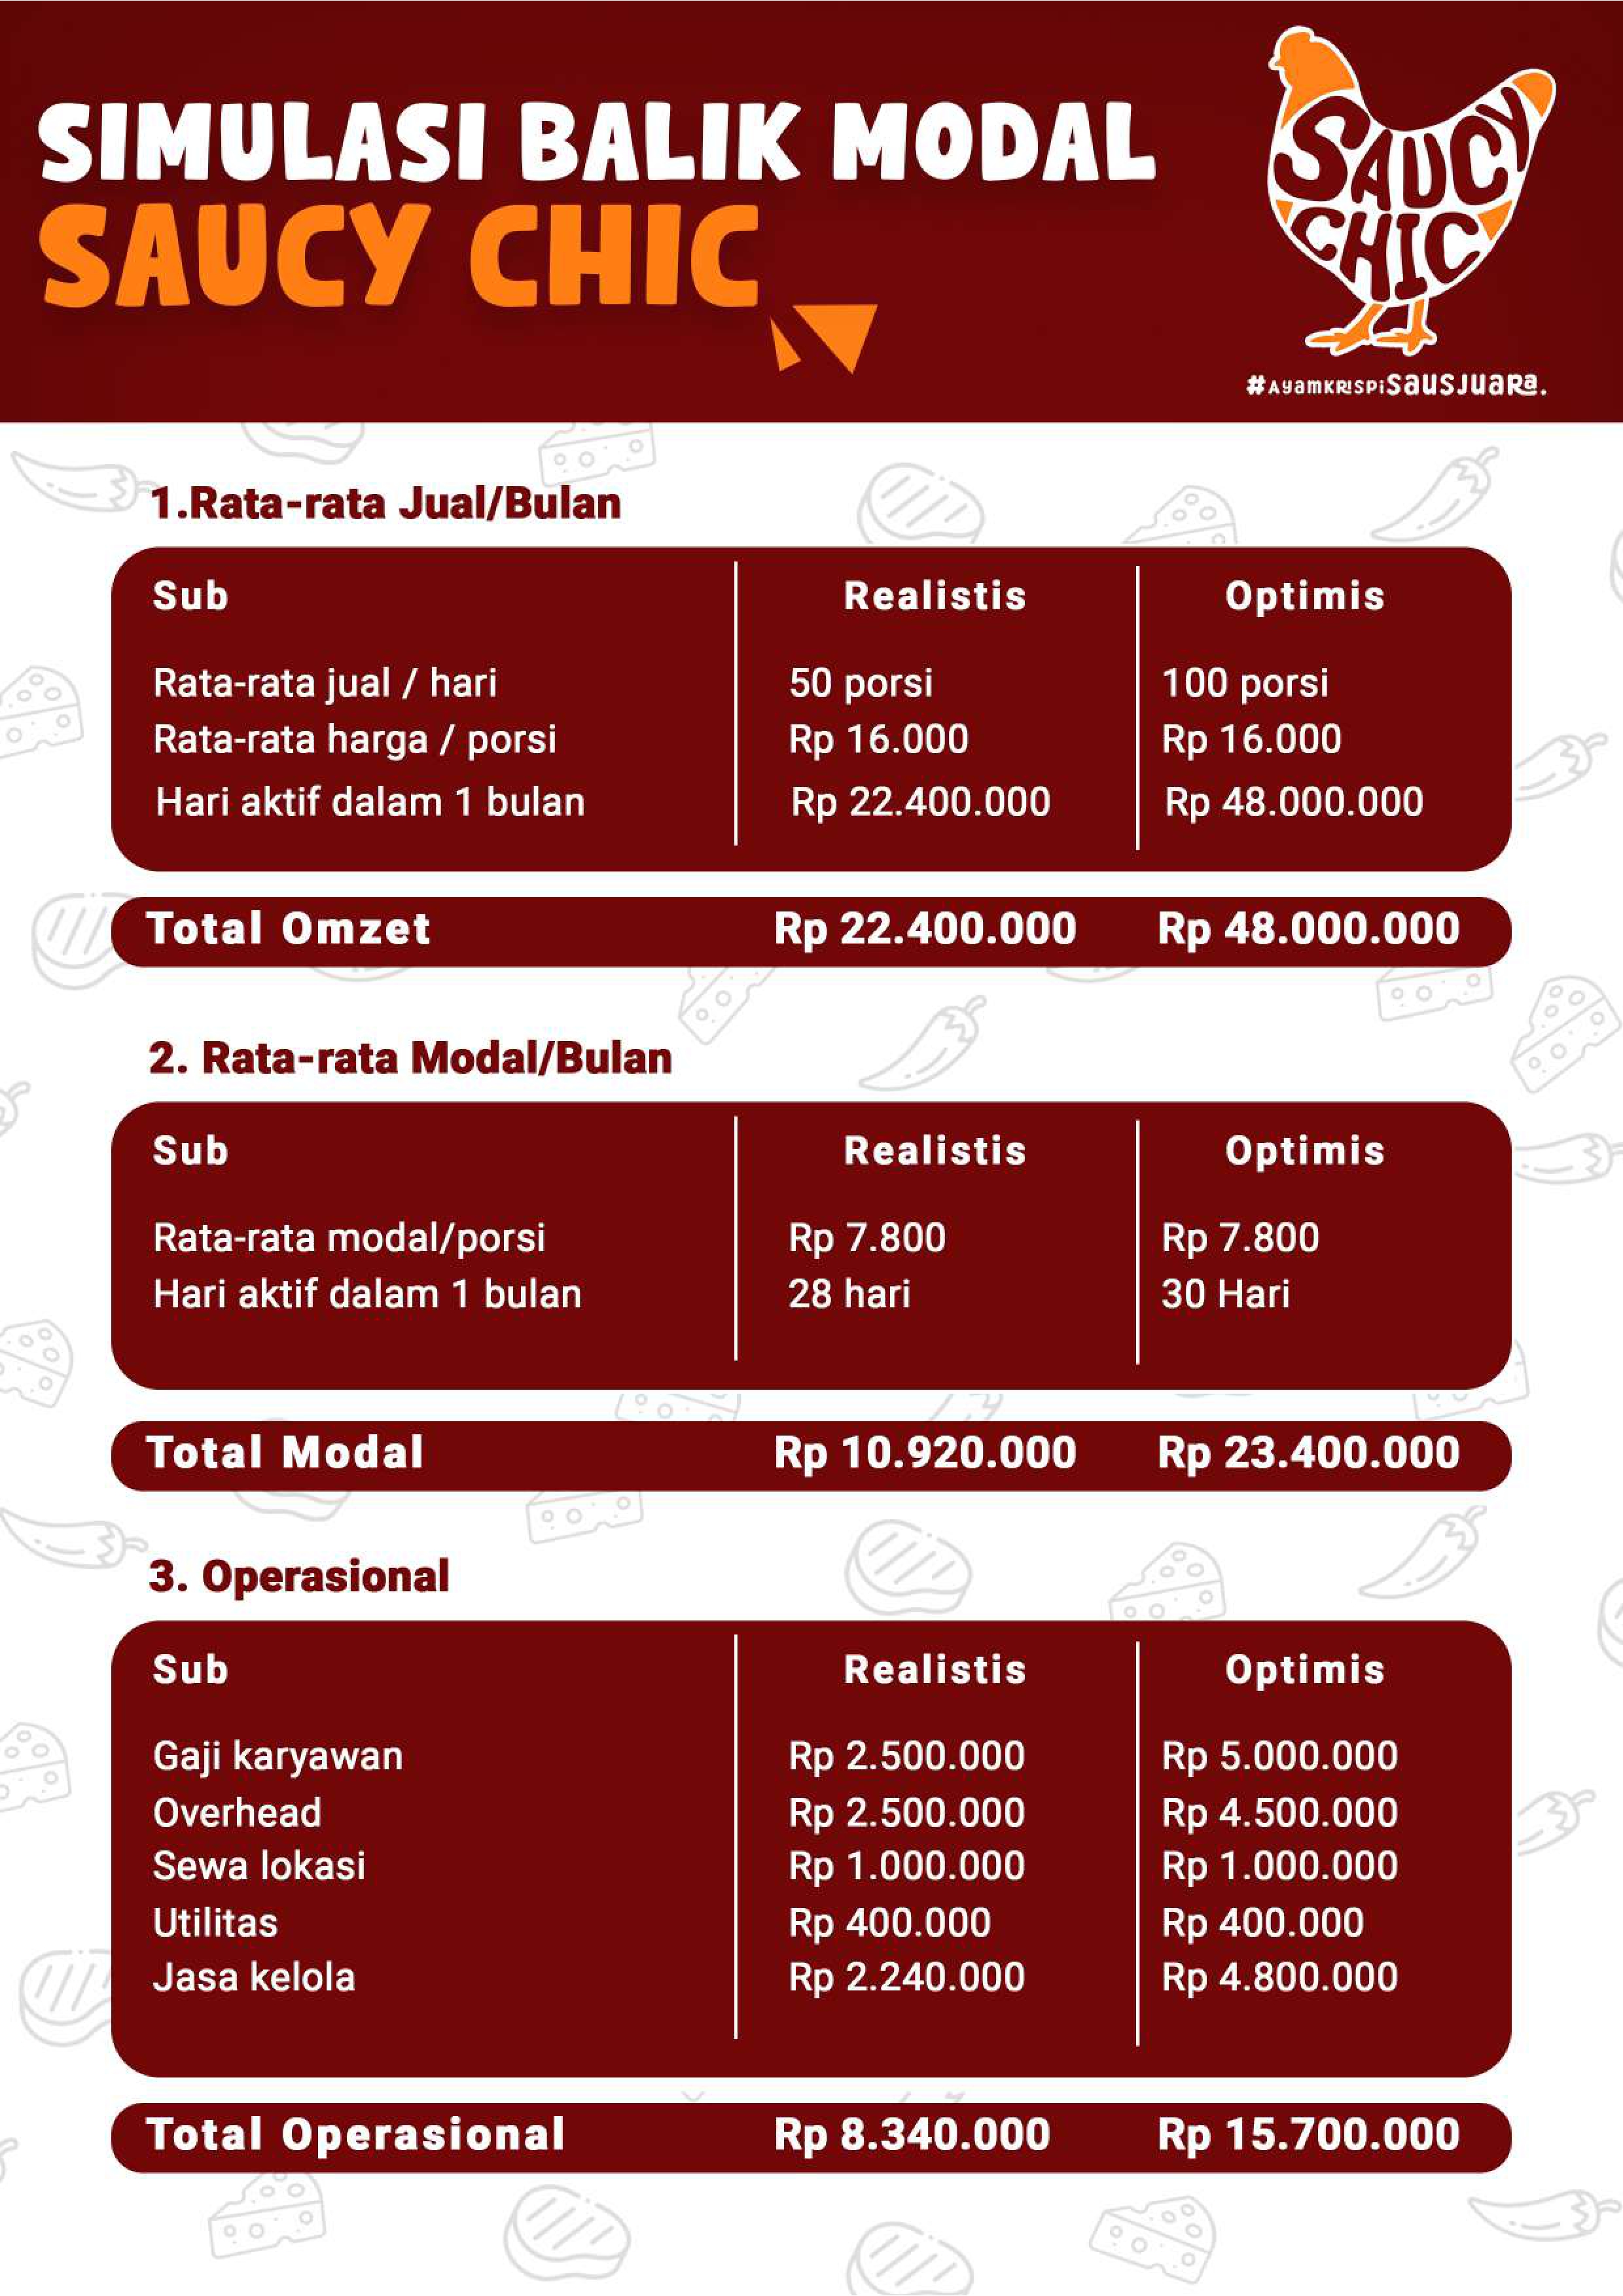 SIMULASI BALIK MODAL
SAUCY CHIC
SAUCY
CHIC
#AyamKrispiSausJuara.
1.Rata-rata Jual/Bulan
Sub Realistis Optimis
Rata-rata jual / hari 50 porsi 100 porsi
Rata-rata harga / porsi Rp 16.000 Rp 16.000
Hari aktif dalam 1 bulan Rp 22.400.000 Rp 48.000.000
Total Omzet Rp 22.400.000 Rp 48.000.000
2. Rata-rata Modal/Bulan
Sub Realistis Optimis
Rata-rata modal/porsi Rp 7.800 Rp 7.800
Hari aktif dalam 1 bulan 28 hari 30 Hari
Total Modal Rp 10.920.000 Rp 23.400.000
3. Operasional
Sub Realistis Optimis
Gaji karyawan Rp 2.500.000 Rp 5.000.000
Overhead Rp 2.500.000 Rp 4.500.000
Sewa lokasi Rp 1.000.000 Rp 1.000.000
Utilitas Rp 400.000 Rp 400.000
Jasa kelola Rp 2.240.000 Rp 4.800.000
Total Operasional Rp 8.340.000 Rp 15.700.000